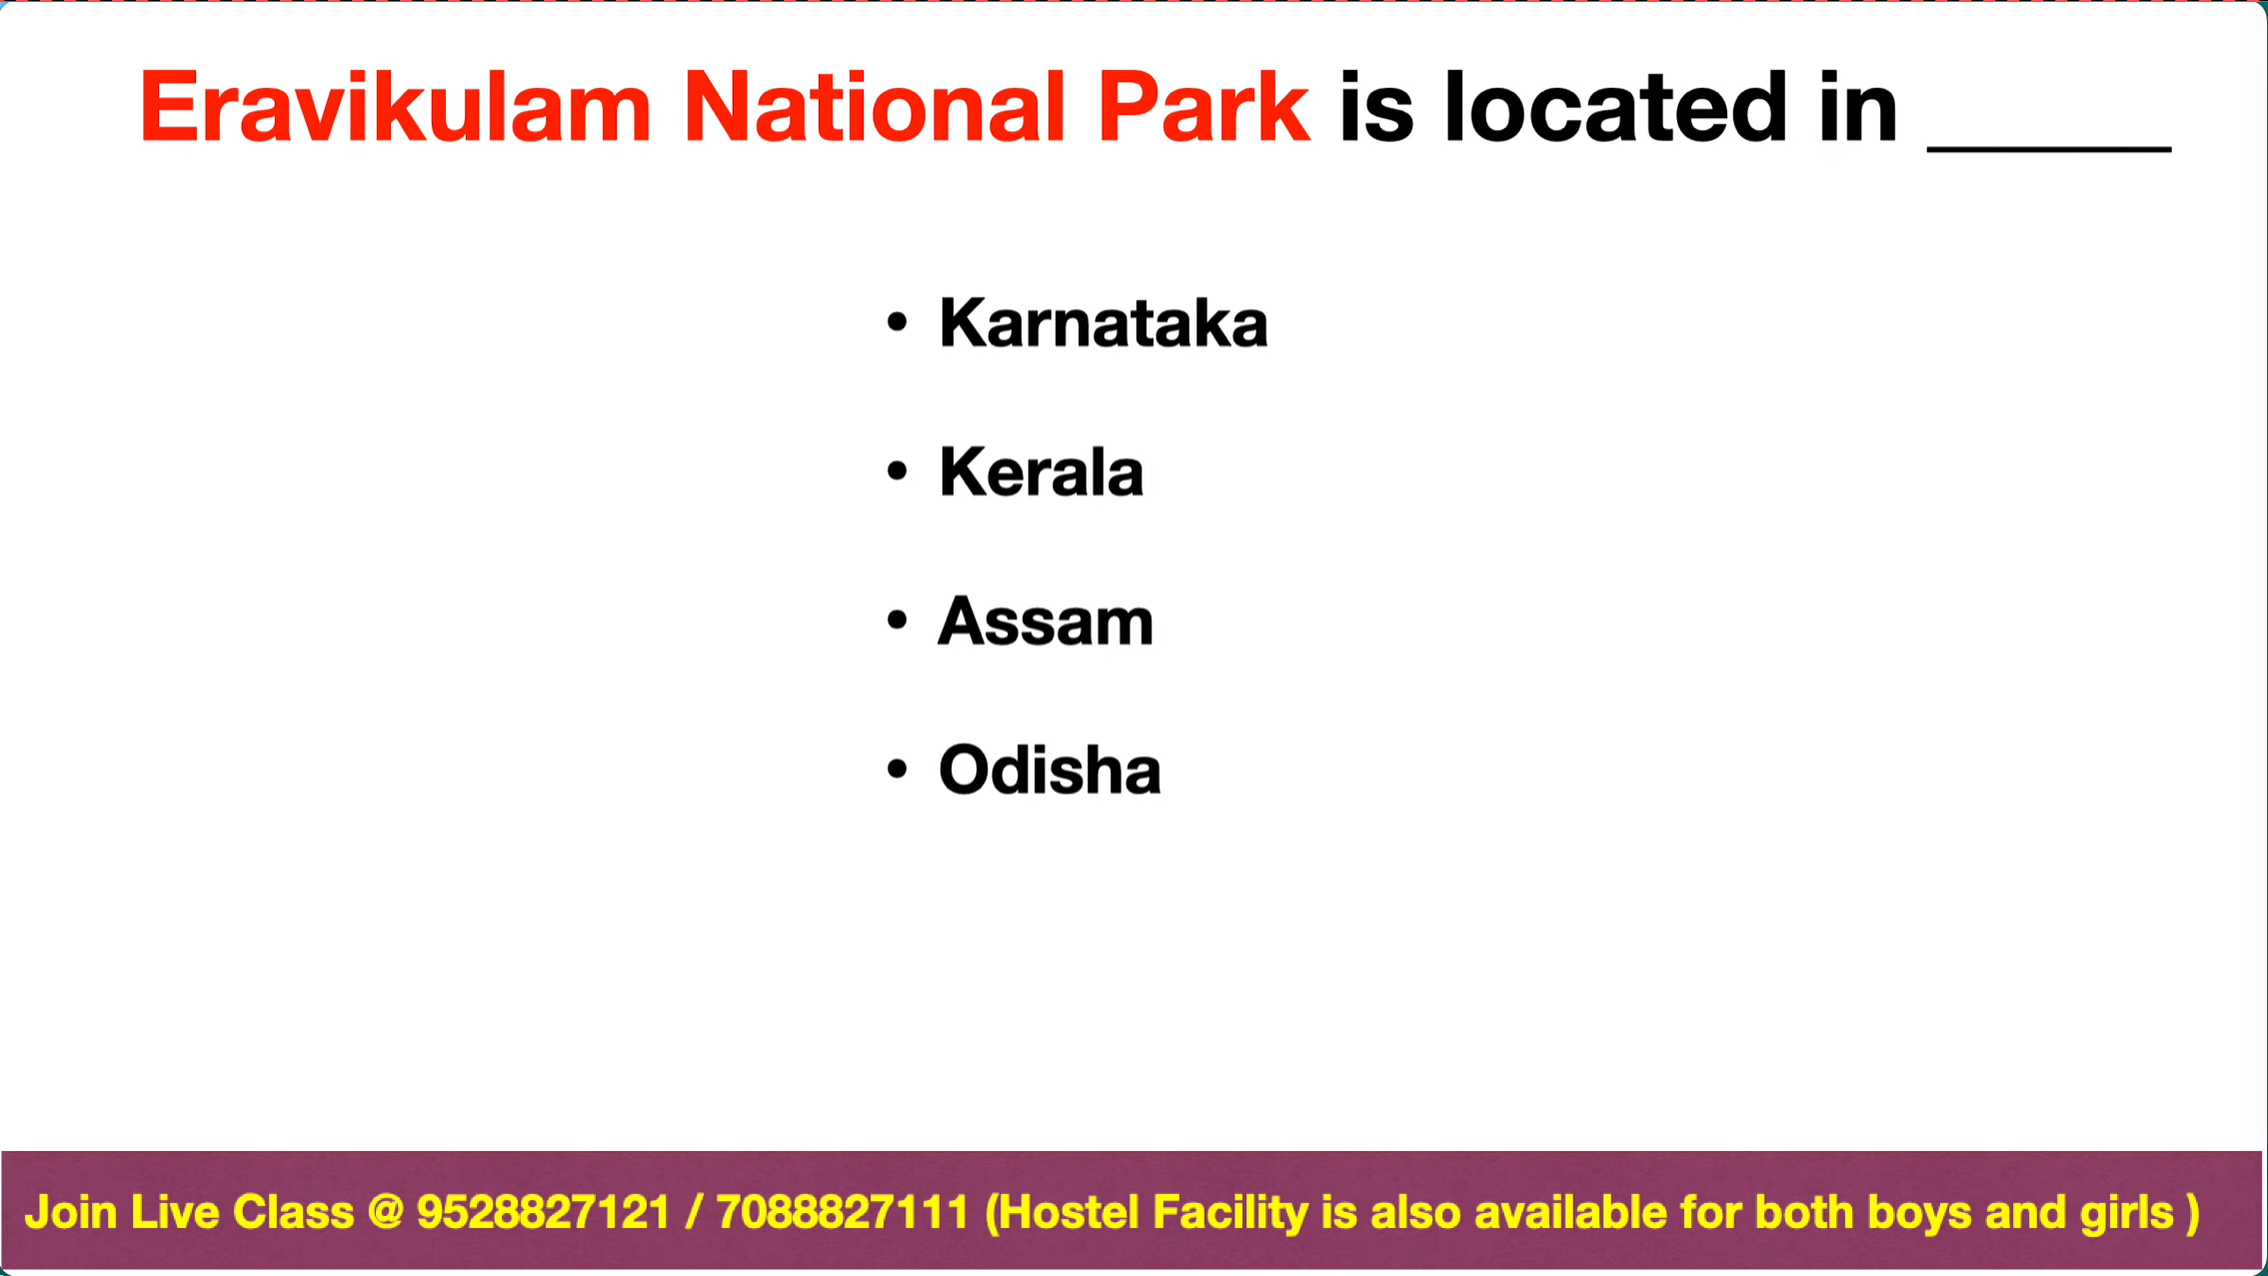 Eravikulam National Park is located in ______
• Karnataka
• Kerala
• Assam
• Odisha
Join Live Class @ 9528827121 / 7088827111 (Hostel Facility is also available for both boys and girls )